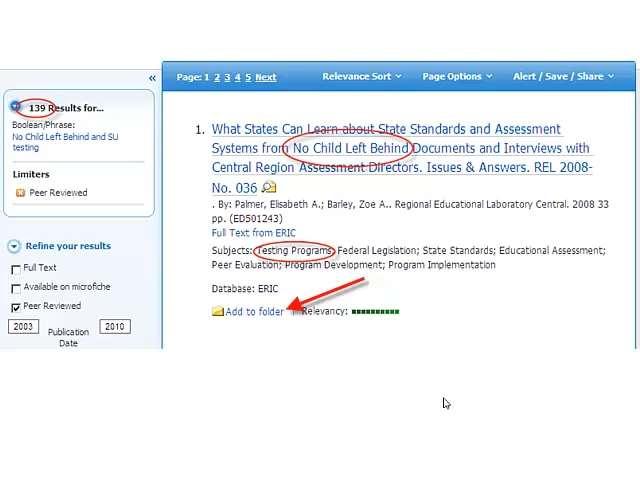 «
Page: 1 2 3 4 5 Next Relevance Sort Page Options Alert / Save / Share
139 Results for...
Boolean/Phrase:
No Child Left Behind and SU
testing
Limiters
Peer Reviewed
Refine your results
Full Text
Available on microfiche
Peer Reviewed
2003 Publication Date 2010
1. What States Can Learn about State Standards and Assessment
Systems from No Child Left Behind Documents and Interviews with
Central Region Assessment Directors. Issues & Answers. REL 2008-
No. 036
. By: Palmer, Elisabeth A.; Barley, Zoe A.. Regional Educational Laboratory Central. 2008 33
pp. (ED501243)
Full Text from ERIC
Subjects: Testing Programs; Federal Legislation; State Standards; Educational Assessment;
Peer Evaluation; Program Development; Program Implementation
Database: ERIC
Add to folder | Relevancy: